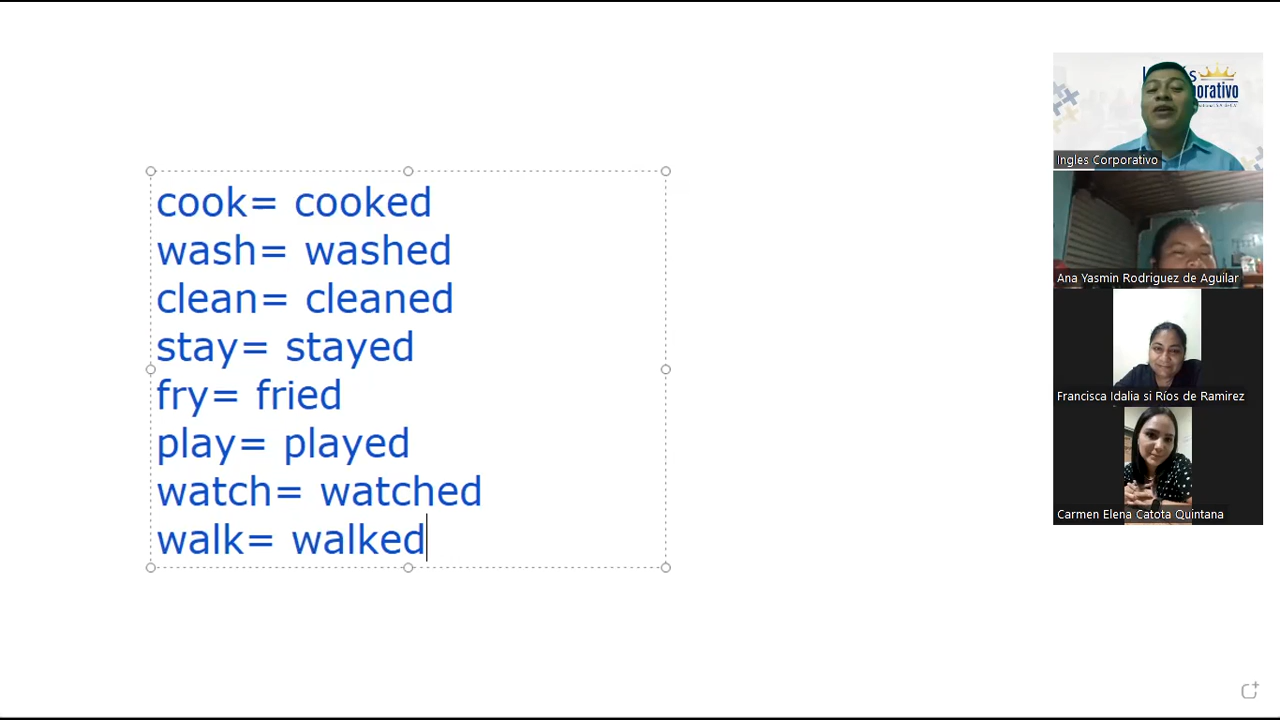 cook= cooked
wash= washed
clean= cleaned
stay= stayed
fry= fried
play= played
watch= watched
walk= walked
Ingles Corporativo
Ana Yasmin Rodriguez de Aguilar
Francisca Idalia si Ríos de Ramirez
Carmen Elena Catota Quintana